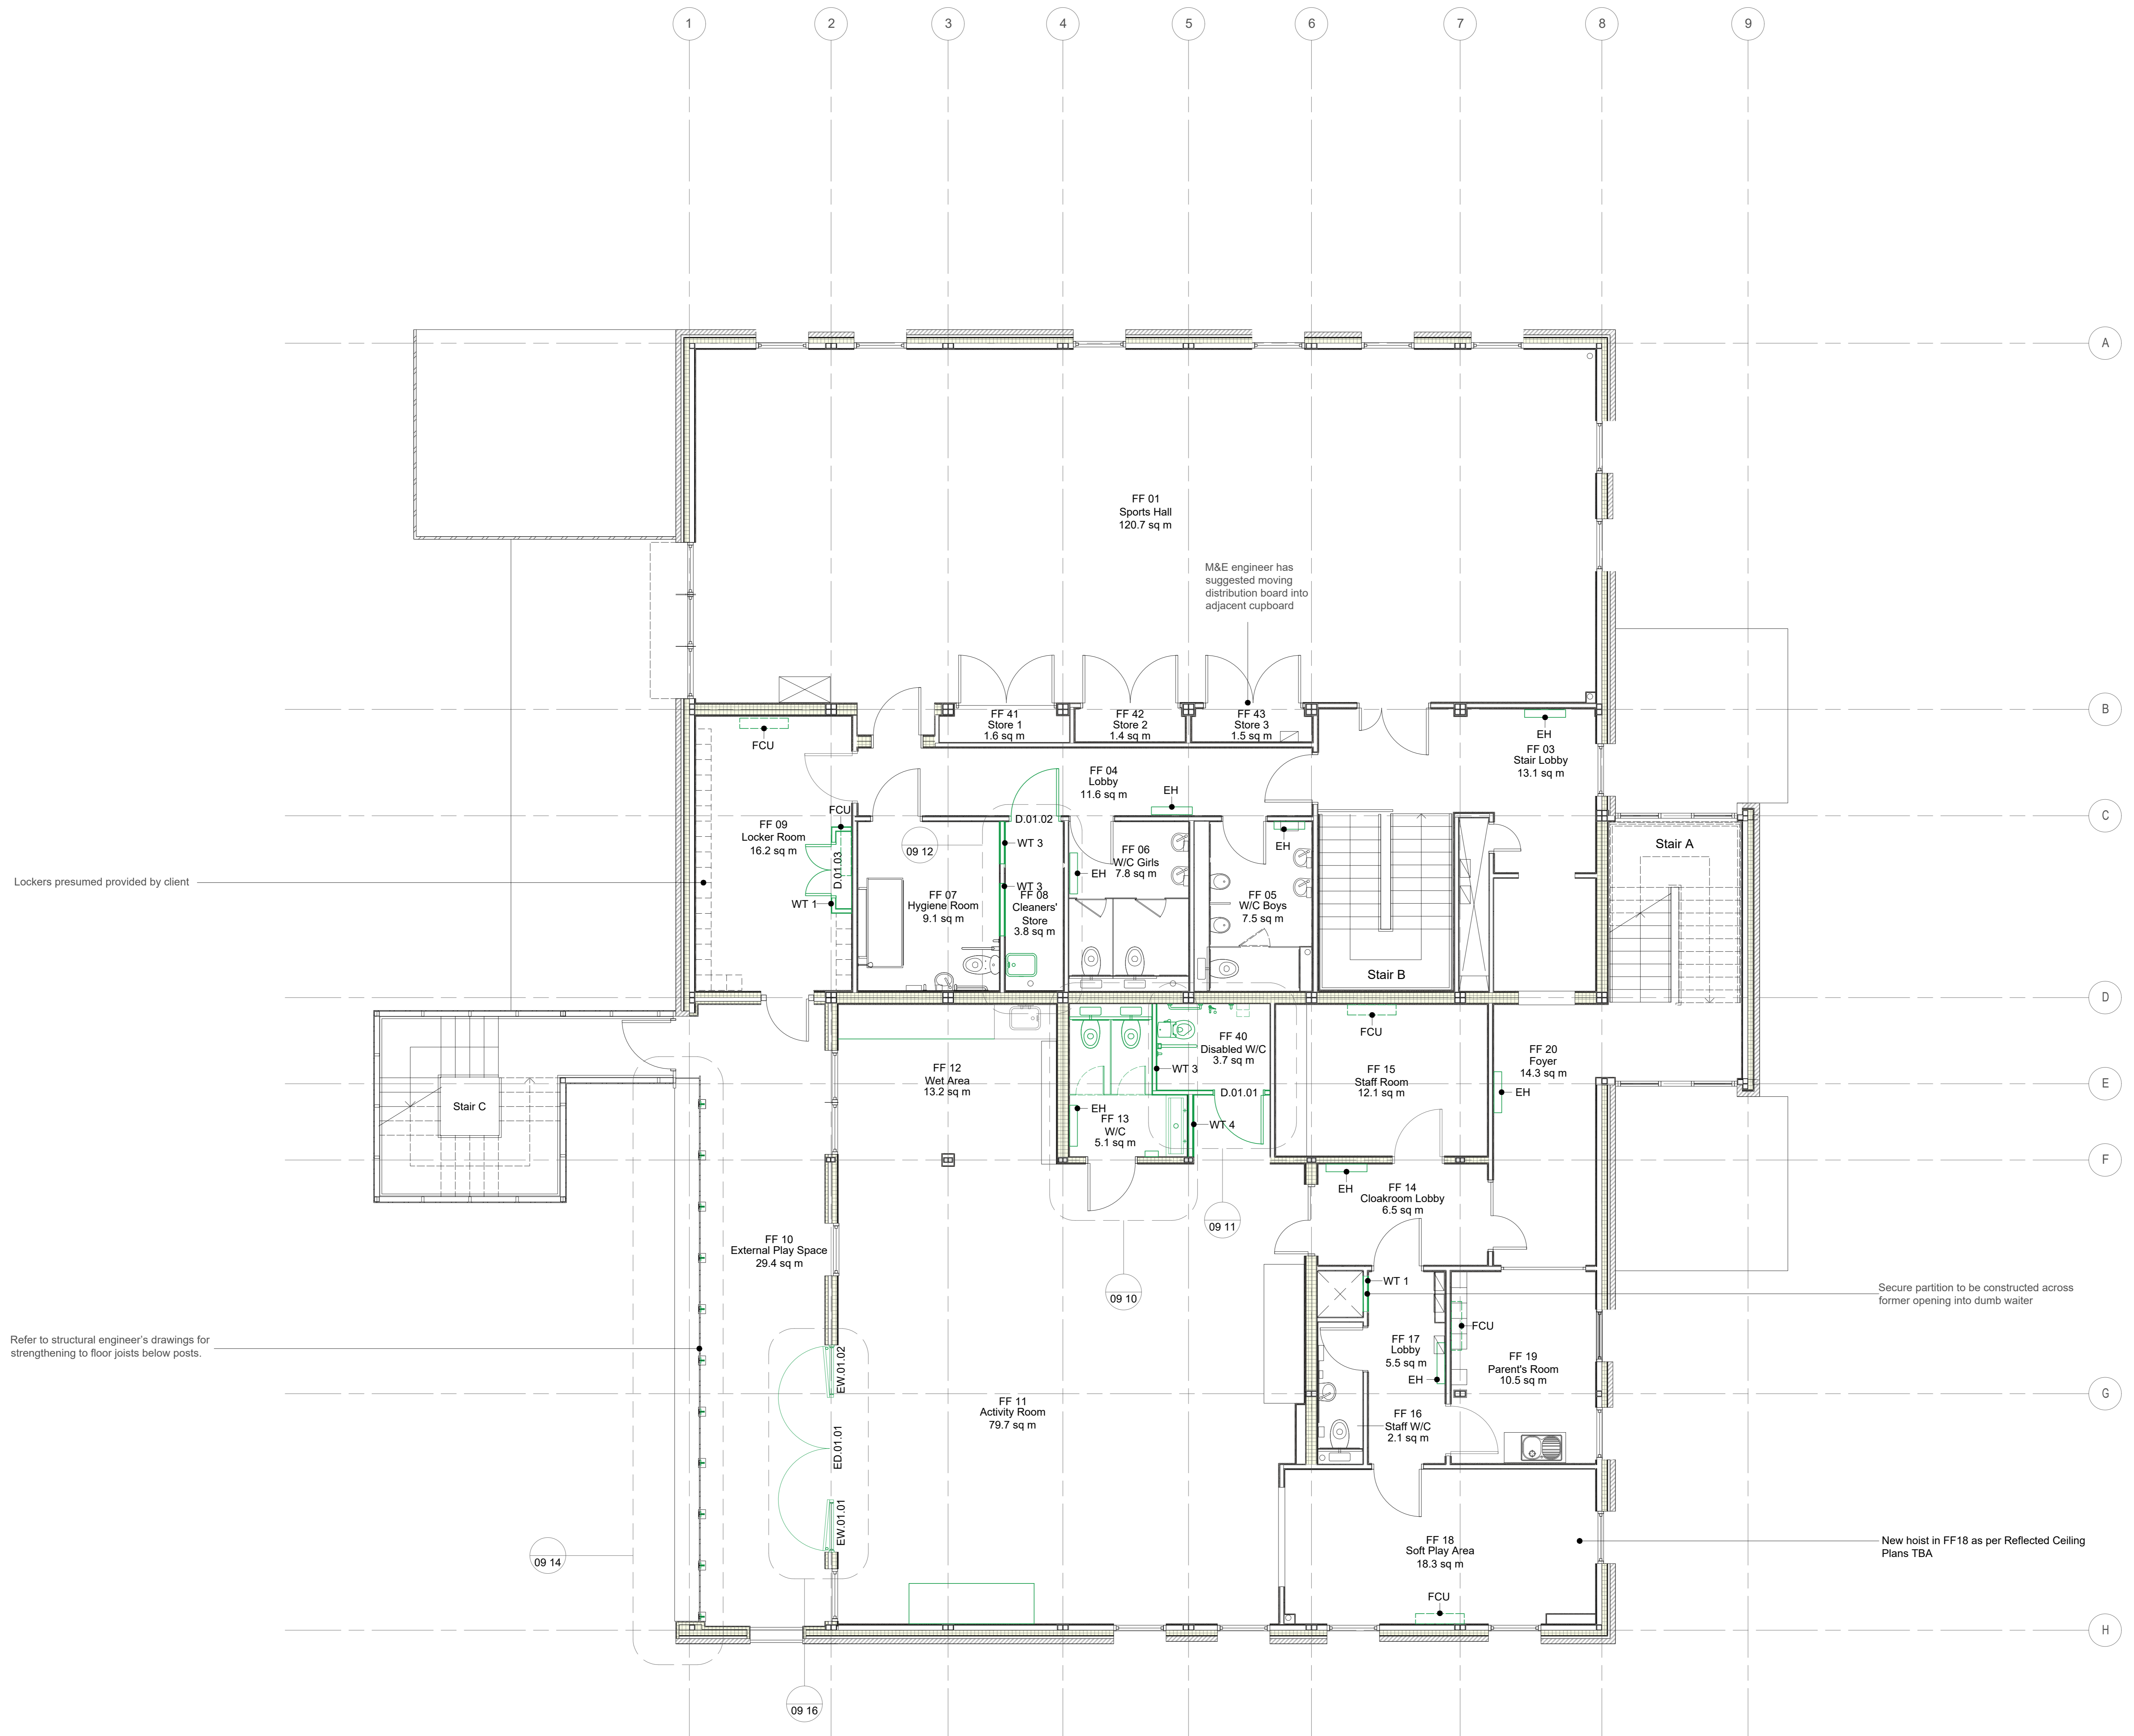 1 2 3 4 5 6 7 8 9
A
FF 01
Sports Hall
120.7 sq m
M&E engineer has
suggested moving
distribution board into
adjacent cupboard
B
FF 41
Store 1
1.6 sq m
FF 42
Store 2
1.4 sq m
FF 43
Store 3
1.5 sq m
FCU
EH
FF 03
Stair Lobby
13.1 sq m
FF 04
Lobby
11.6 sq m
EH
C
FCU
FF 09
Locker Room
16.2 sq m
D.01.03
WT 1
Lockers presumed provided by client
09 12
D.01.02
WT 3
WT 3
FF 07
Hygiene Room
9.1 sq m
FF 08
Cleaners'
Store
3.8 sq m
FF 06
W/C Girls
7.8 sq m
EH
EH
FF 05
W/C Boys
7.5 sq m
Stair B
Stair A
D
FCU
FF 40
Disabled W/C
3.7 sq m
WT 3
D.01.01
WT 4
FF 12
Wet Area
13.2 sq m
EH
FF 13
W/C
5.1 sq m
FF 15
Staff Room
12.1 sq m
FF 20
Foyer
14.3 sq m
EH
E
Stair C
F
EH
FF 14
Cloakroom Lobby
6.5 sq m
09 11
09 10
FF 10
External Play Space
29.4 sq m
WT 1
Secure partition to be constructed across
former opening into dumb waiter
Refer to structural engineer’s drawings for
strengthening to floor joists below posts.
FCU
FF 17
Lobby
5.5 sq m
EH
FF 19
Parent's Room
10.5 sq m
EW.01.02
G
FF 11
Activity Room
79.7 sq m
FF 16
Staff W/C
2.1 sq m
ED.01.01
EW.01.01
09 14
FF 18
Soft Play Area
18.3 sq m
New hoist in FF18 as per Reflected Ceiling
Plans TBA
FCU
H
09 16